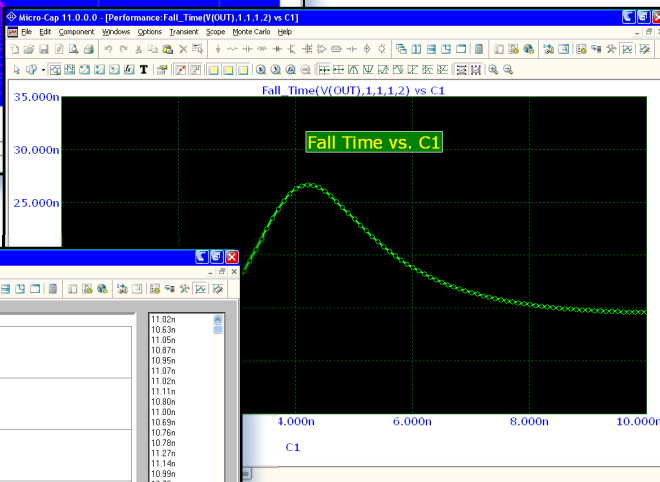 Micro-Cap 11.0.0.0 - [Performance:Fall_Time(V(OUT),1,1,1,2) vs C1]
File Edit Component Windows Options Transient Scope Monte Carlo Help
T
Fall_Time(V(OUT),1,1,1,2) vs C1
35.000n
Fall Time vs. C1
30.000n
25.000n
11.02n
10.63n
11.05n
10.87n
10.95n
11.07n
11.02n
11.11n
10.80n
11.00n
10.69n
10.76n
10.78n
11.27n
11.14n
10.99n
4.000n 6.000n 8.000n 10.000n
C1